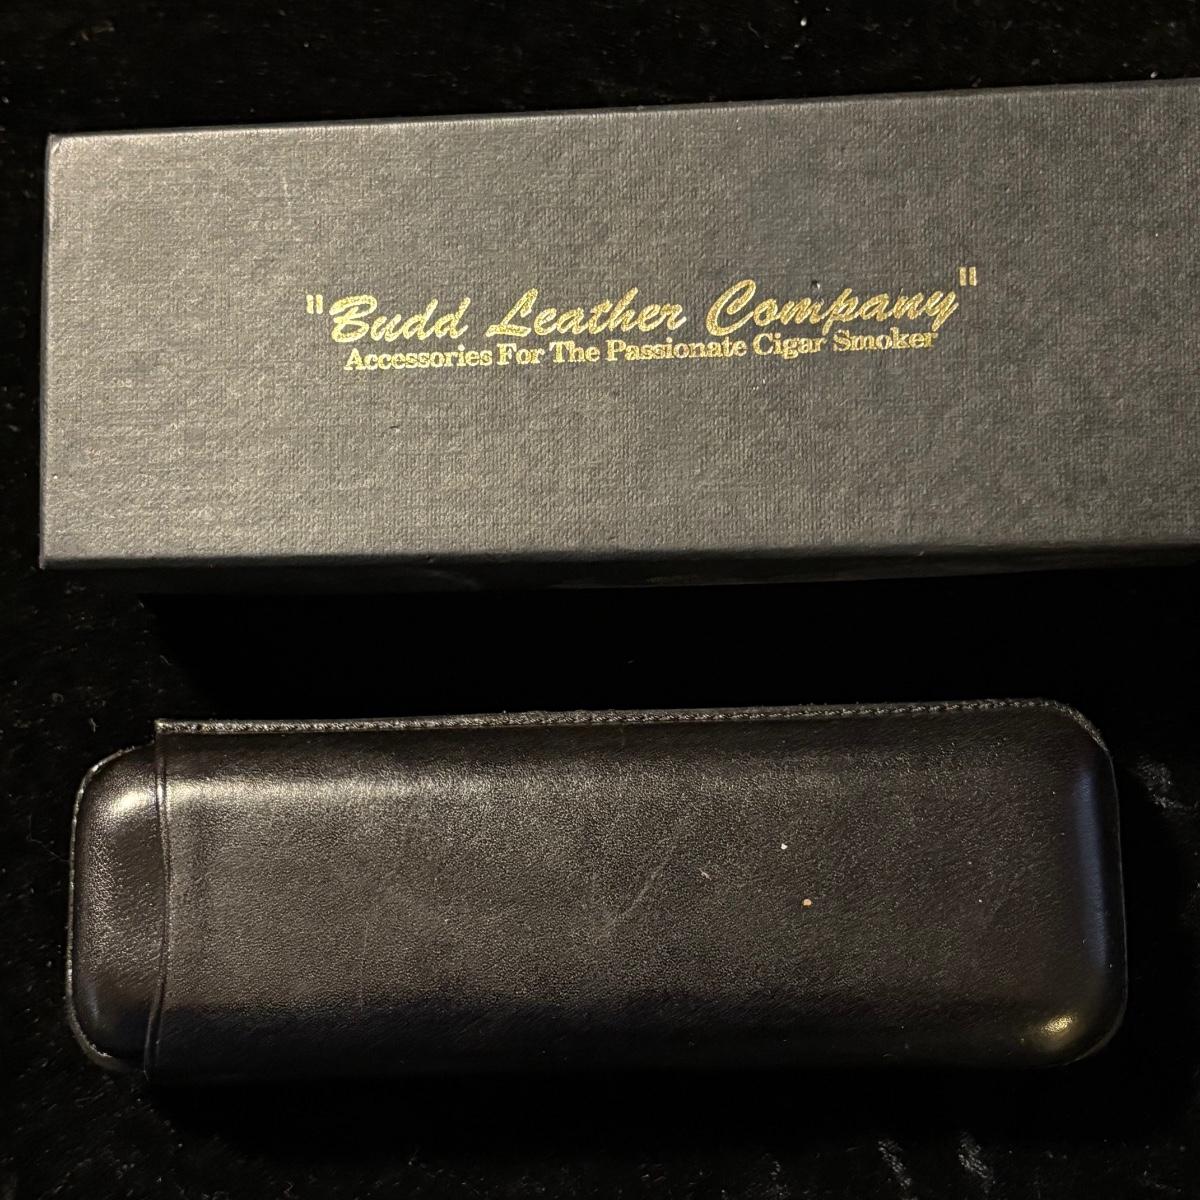 "Budd Leather Company"
Accessories For The Passionate Cigar Smoker